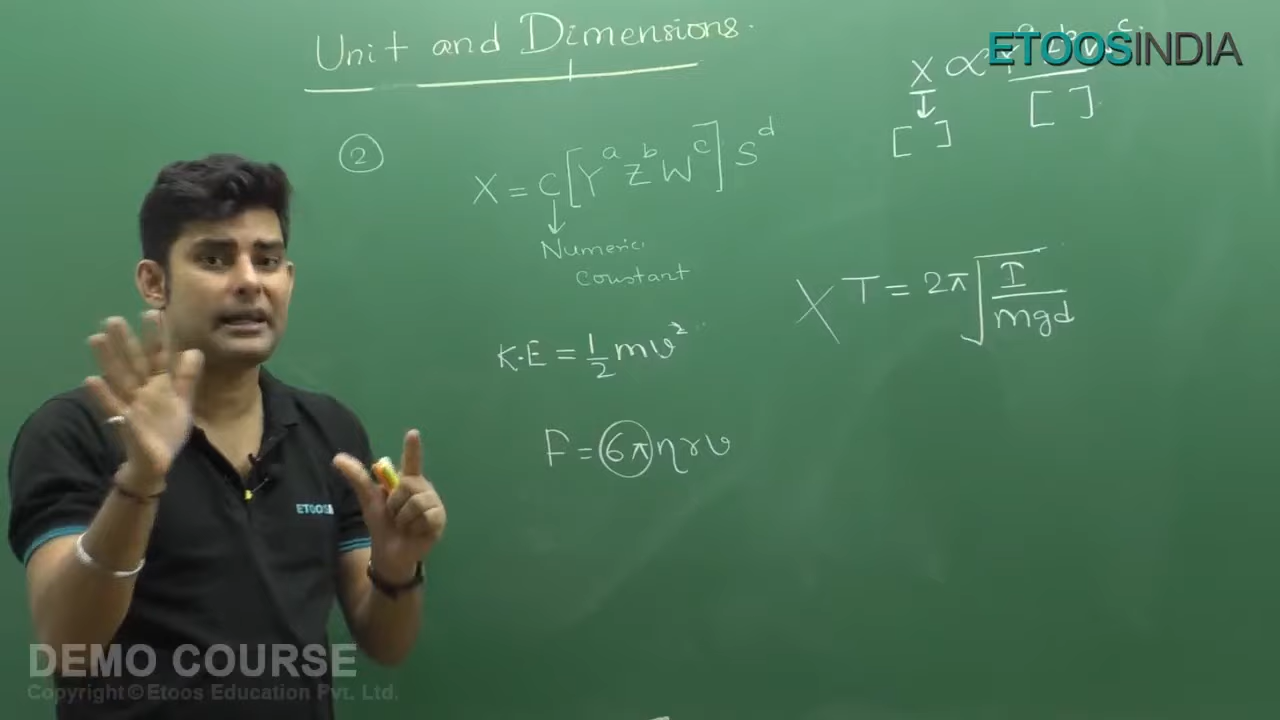 Unit and Dimensions.
ETOOSINDIA
X ∝
[ ] [ ]
②
X = C[Y^a Z^b W^c] S^d
Numeric
Constant
X T = 2π√(I/mgd)
K.E = 1/2 mv²
F = 6πηrv
ETOOS
DEMO COURSE
Copyright©Etoos Education Pvt. Ltd.